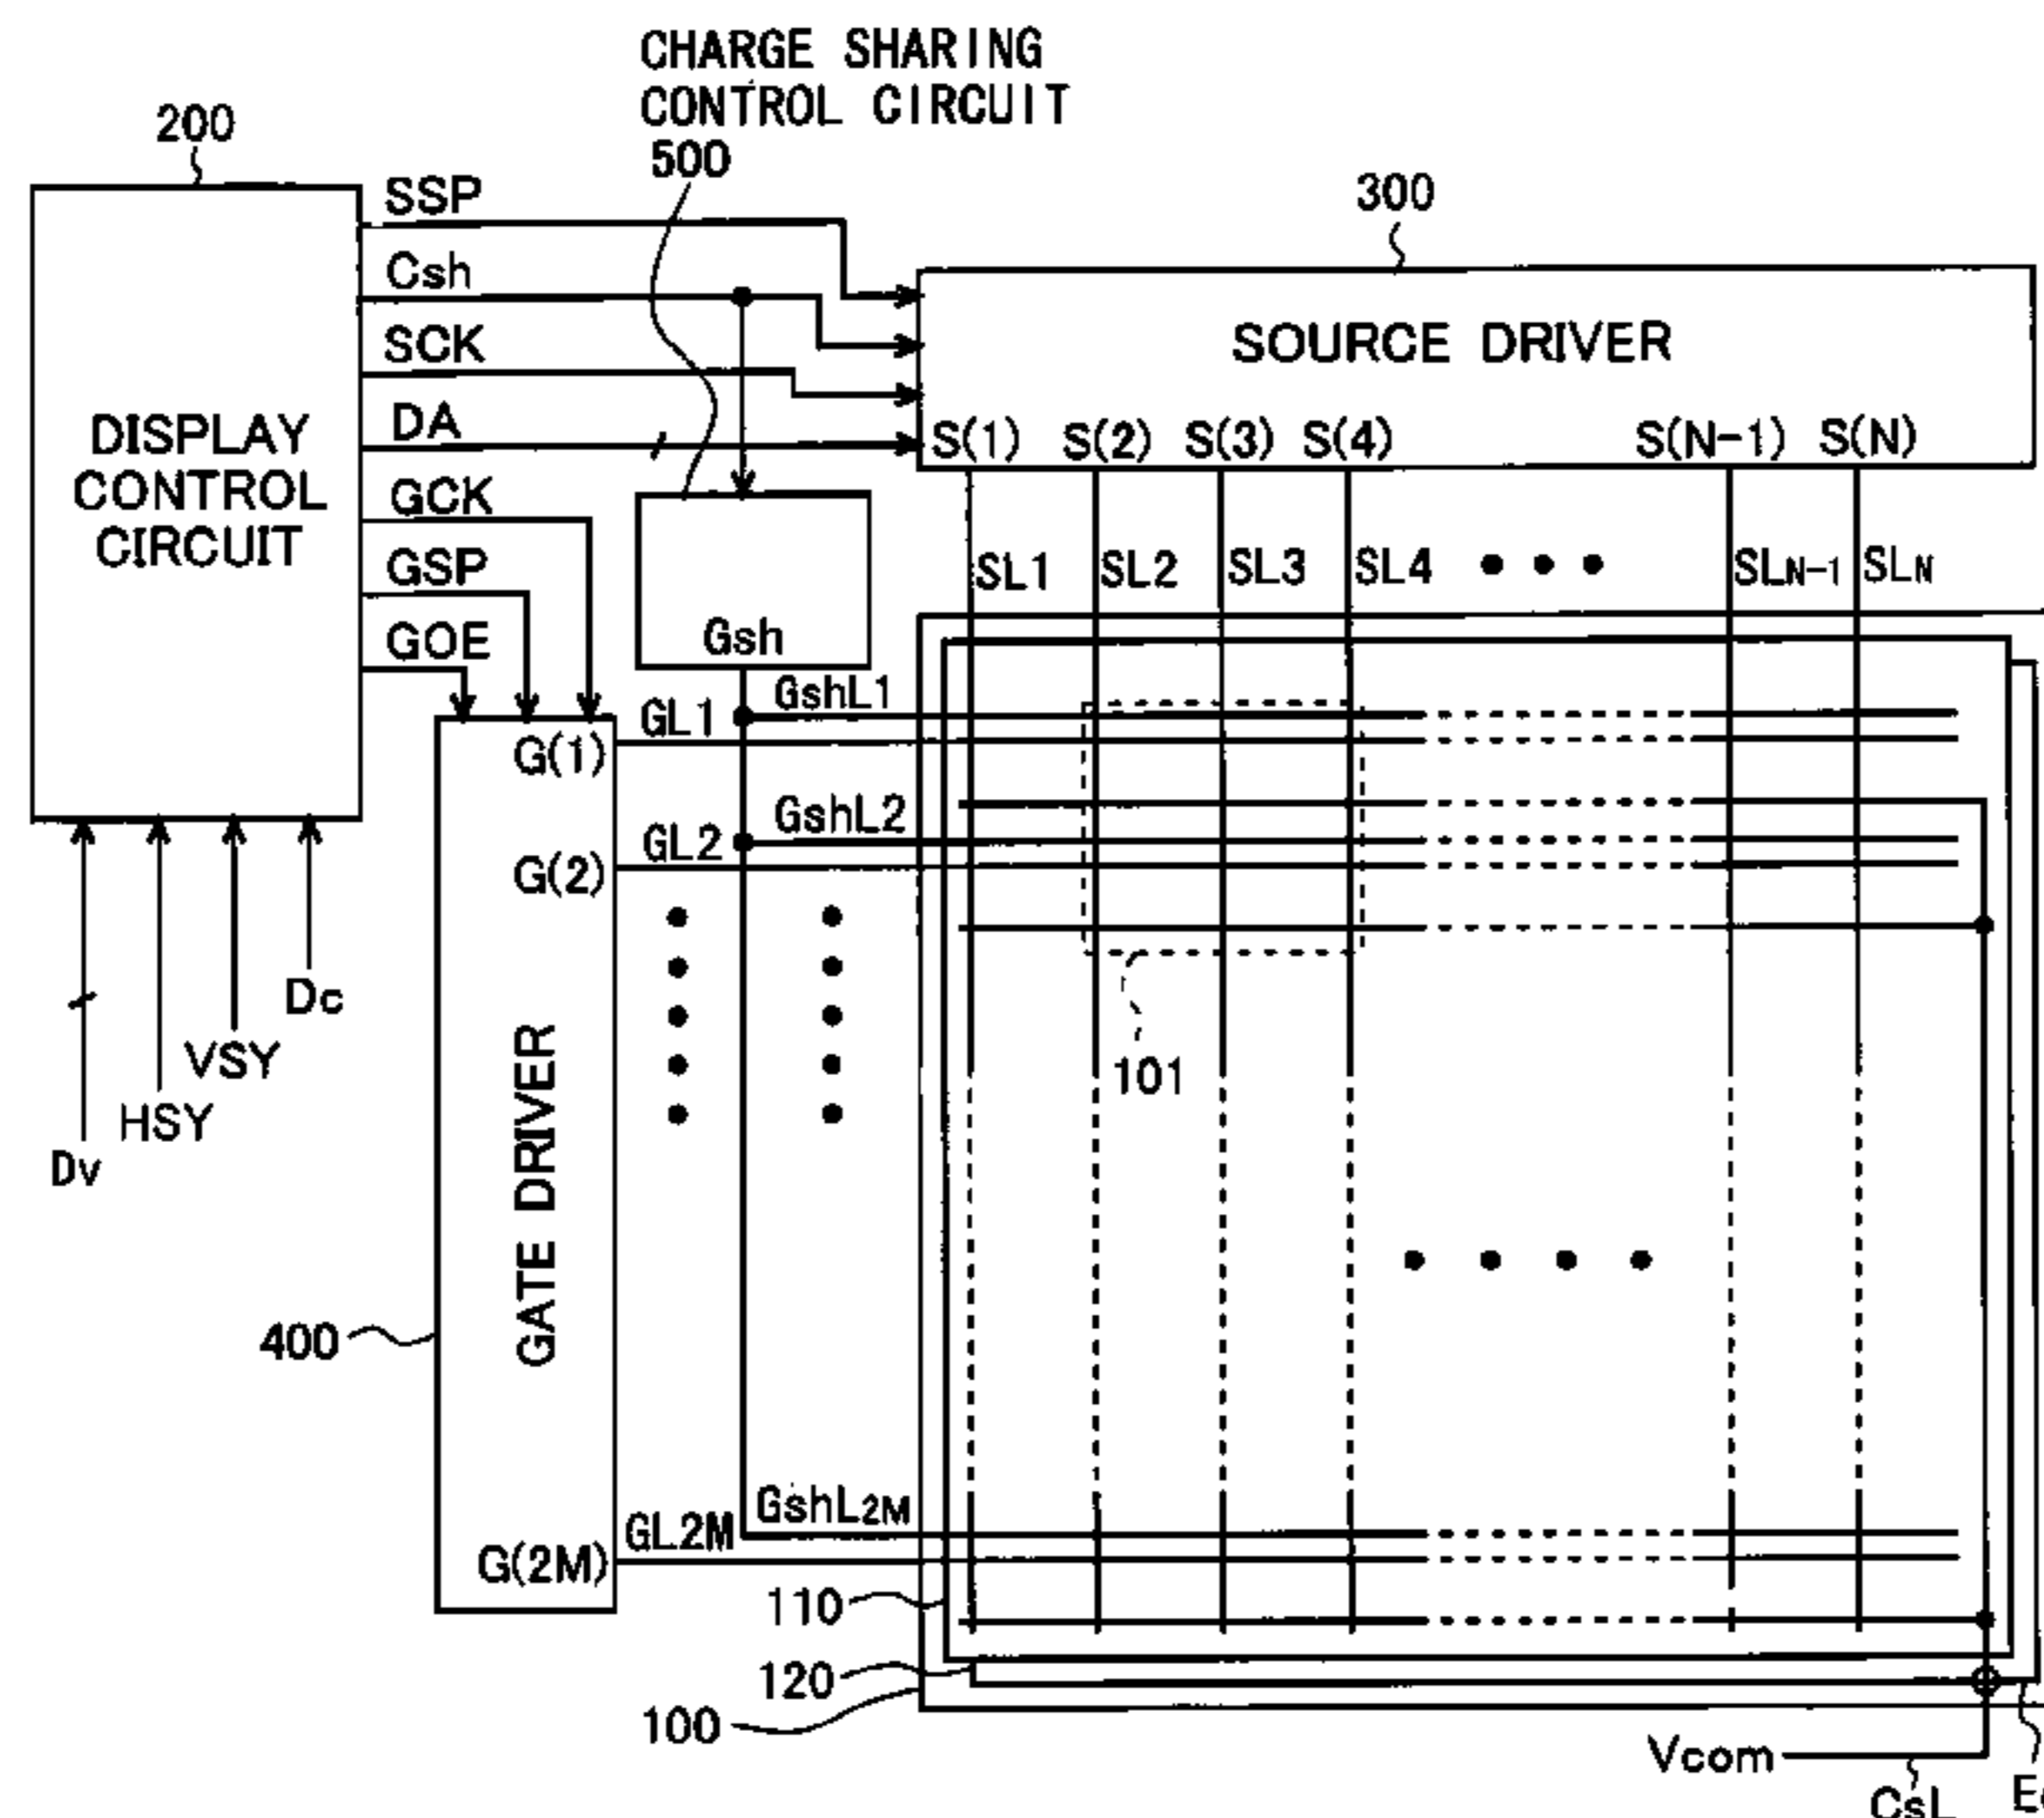 CHARGE SHARING
CONTROL CIRCUIT
500
200
300
SSP
Csh
SCK
DA
GCK
GSP
GOE
DISPLAY
CONTROL
CIRCUIT
SOURCE DRIVER
S(1) S(2) S(3) S(4) S(N-1) S(N)
SL1 SL2 SL3 SL4 SLN-1 SLN
Gsh
GshL1
GL1
G(1)
GshL2
GL2
G(2)
Dc
VSY
HSY
Dv
101
GATE DRIVER
400
GshL2M
GL2M
G(2M)
110
120
100
Vcom
CsL